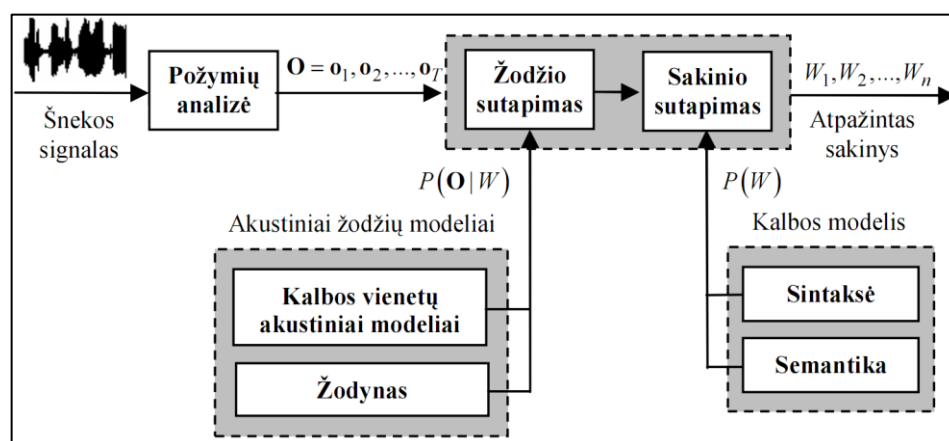 Šnekos
signalas
Požymių
analizė
O = o₁, o₂, ..., o_T
Žodžio
sutapimas
Sakinio
sutapimas
W₁, W₂, ..., Wₙ
Atpažintas
sakinys
P(O | W)
P(W)
Akustiniai žodžių modeliai
Kalbos vienetų
akustiniai modeliai
Žodynas
Kalbos modelis
Sintaksė
Semantika